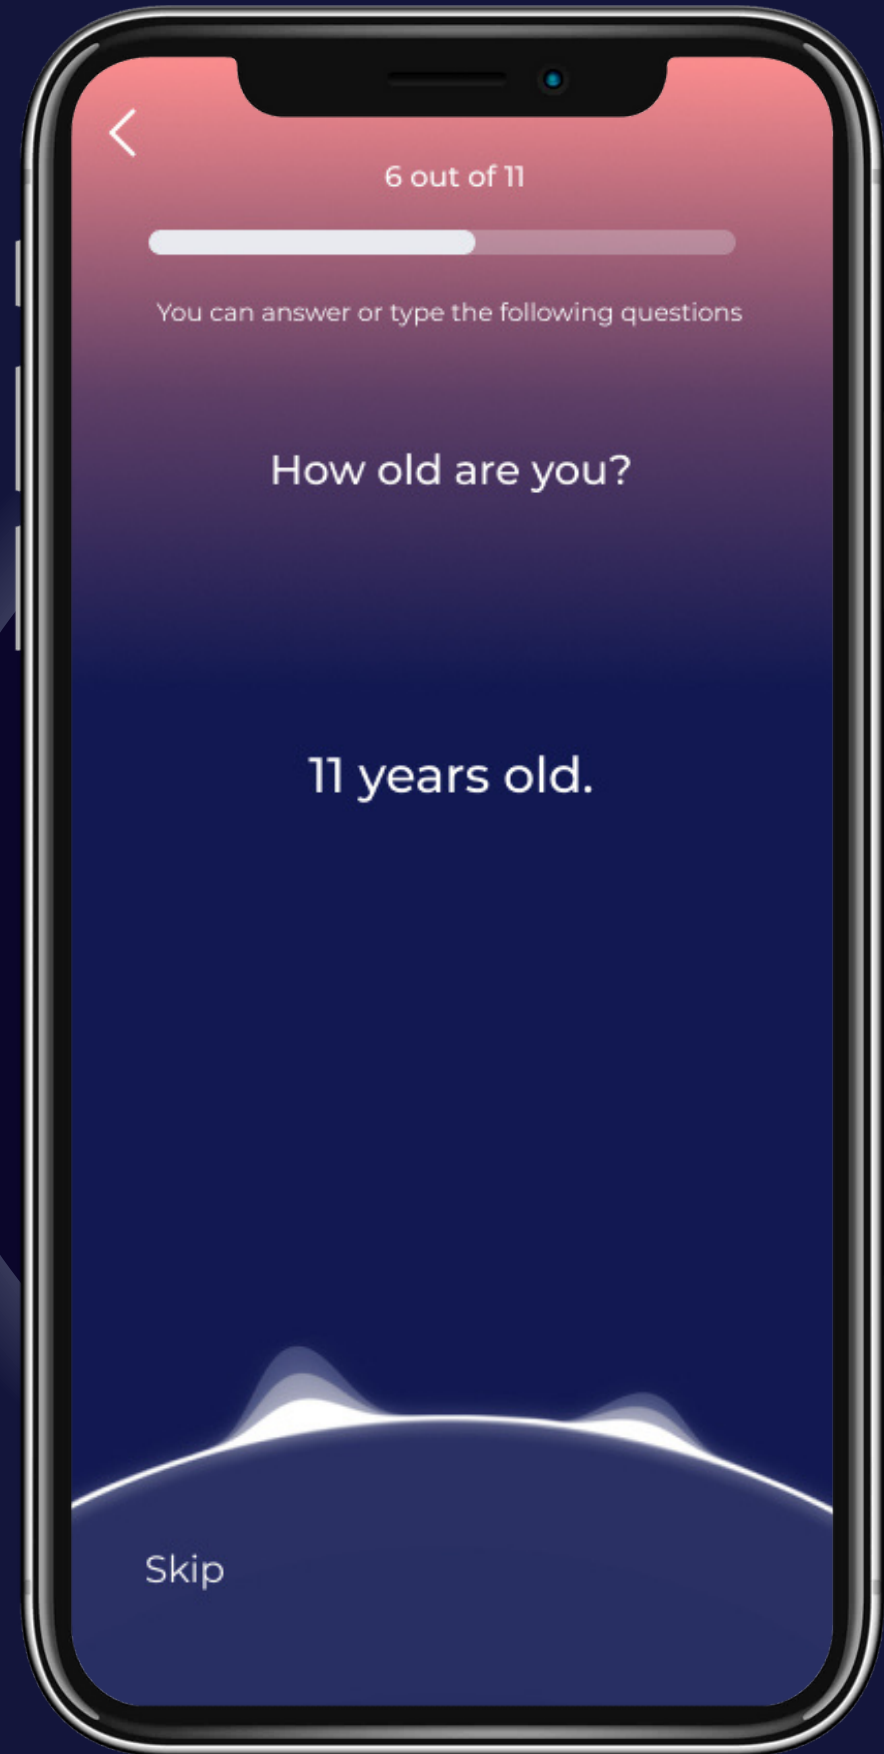 6 out of 11
You can answer or type the following questions
How old are you?
11 years old.
Skip